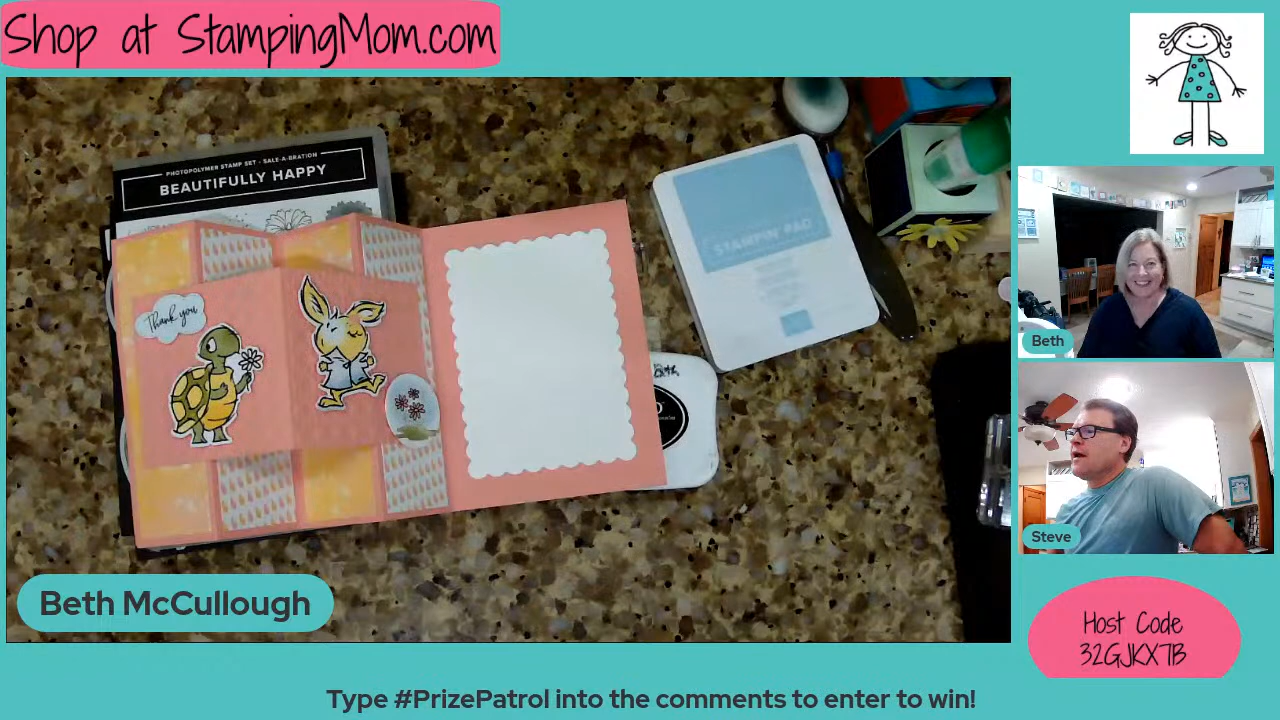 Shop at StampingMom.com
PHOTOPOLYMER STAMP SET • SALE-A-BRATION
BEAUTIFULLY HAPPY
Thank you
STAMPIN' PAD
Beth
Beth
Steve
Beth McCullough
Host Code
32GJKX7B
Type #PrizePatrol into the comments to enter to win!